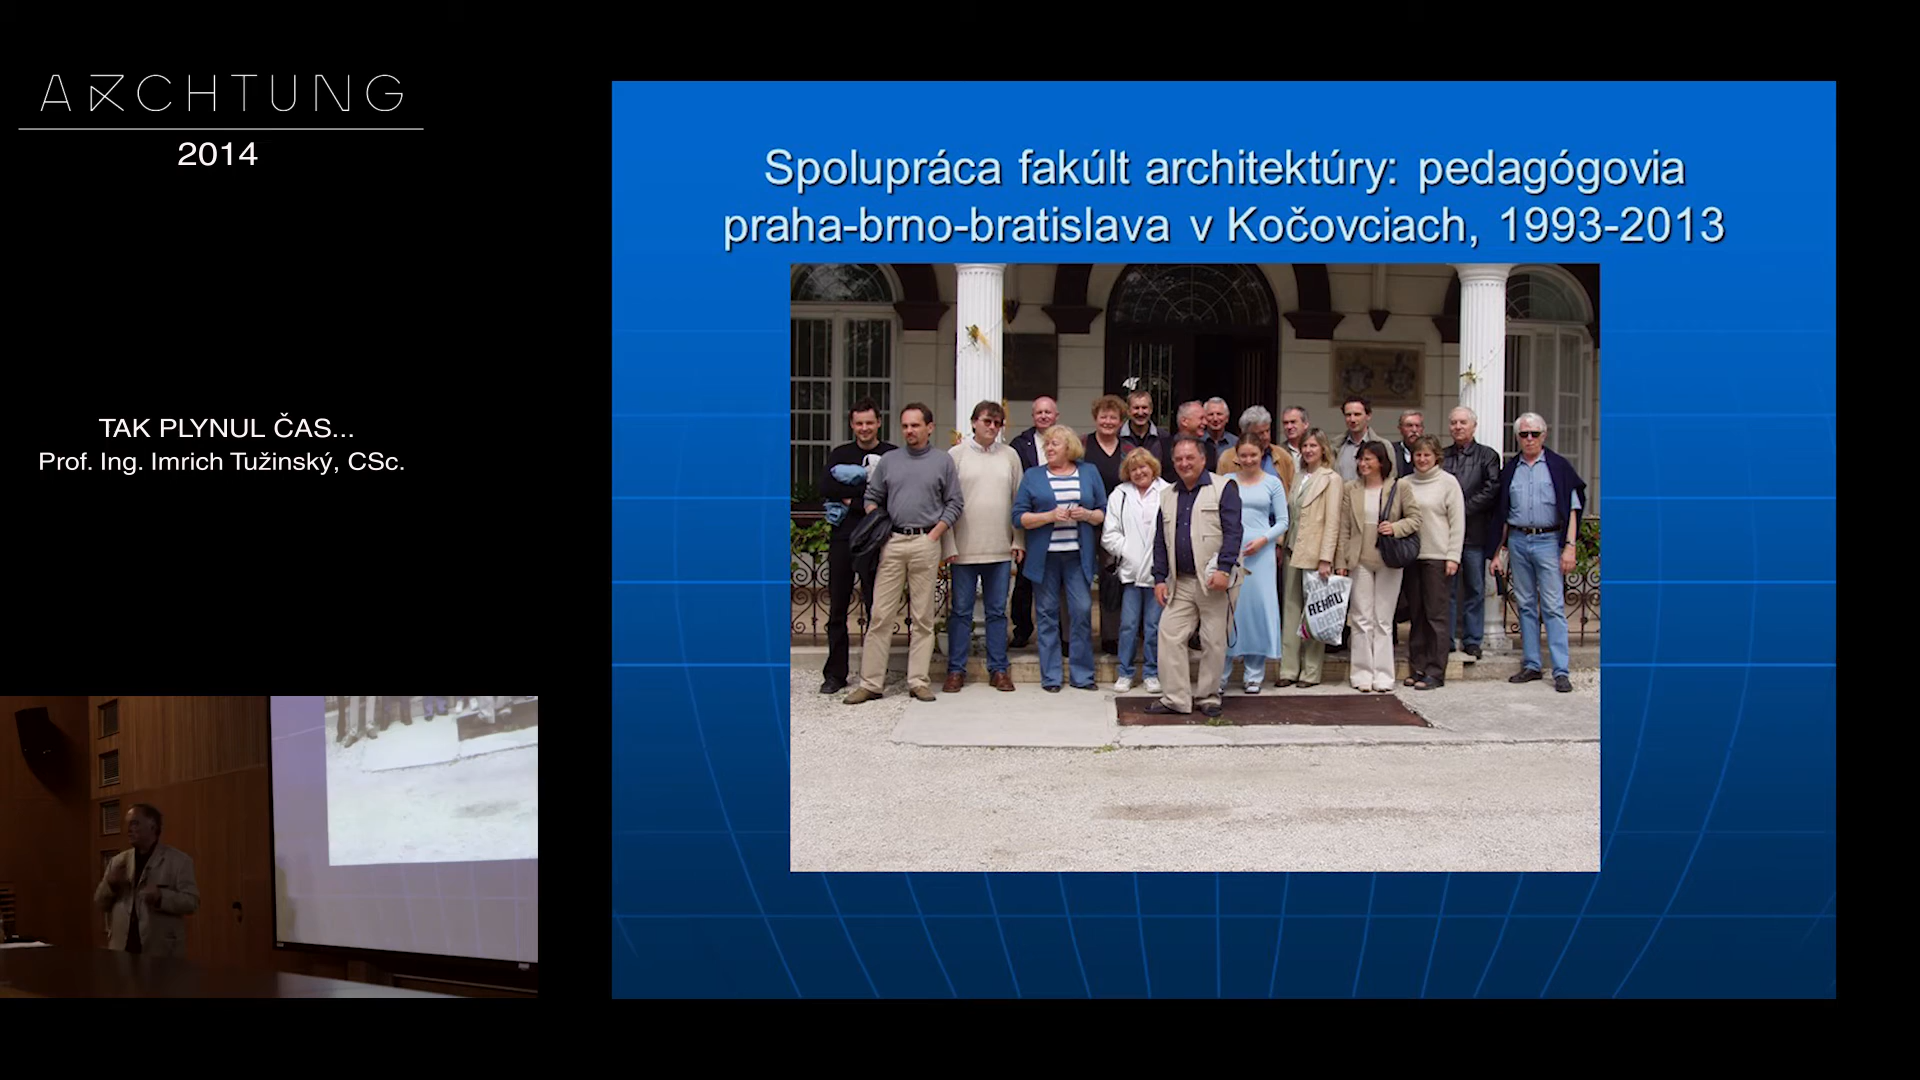 ARCHTUNG
2014
TAK PLYNUL ČAS...
Prof. Ing. Imrich Tužinský, CSc.
Spolupráca fakúlt architektúry: pedagógovia
praha-brno-bratislava v Kočovciach, 1993-2013
REHAU